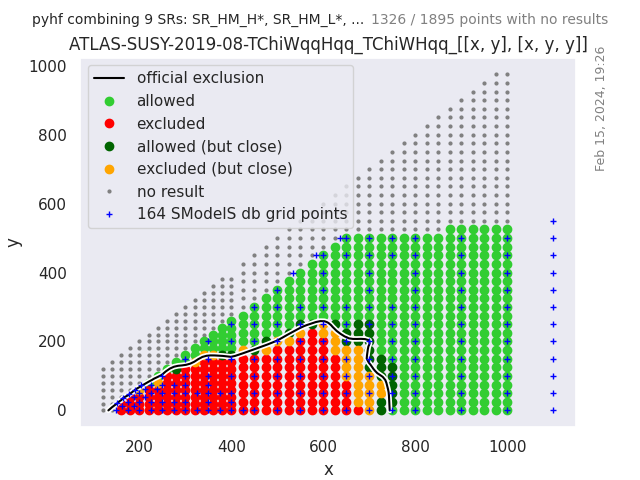 pyhf combining 9 SRs: SR_HM_H*, SR_HM_L*, ... 1326 / 1895 points with no results
ATLAS-SUSY-2019-08-TChiWqqHqq_TChiWHqq_[[x, y], [x, y, y]]
official exclusion
allowed
excluded
allowed (but close)
excluded (but close)
no result
164 SModelS db grid points
Feb 15, 2024, 19:26
y
1000
800
600
400
200
0
200 400 600 800 1000
x